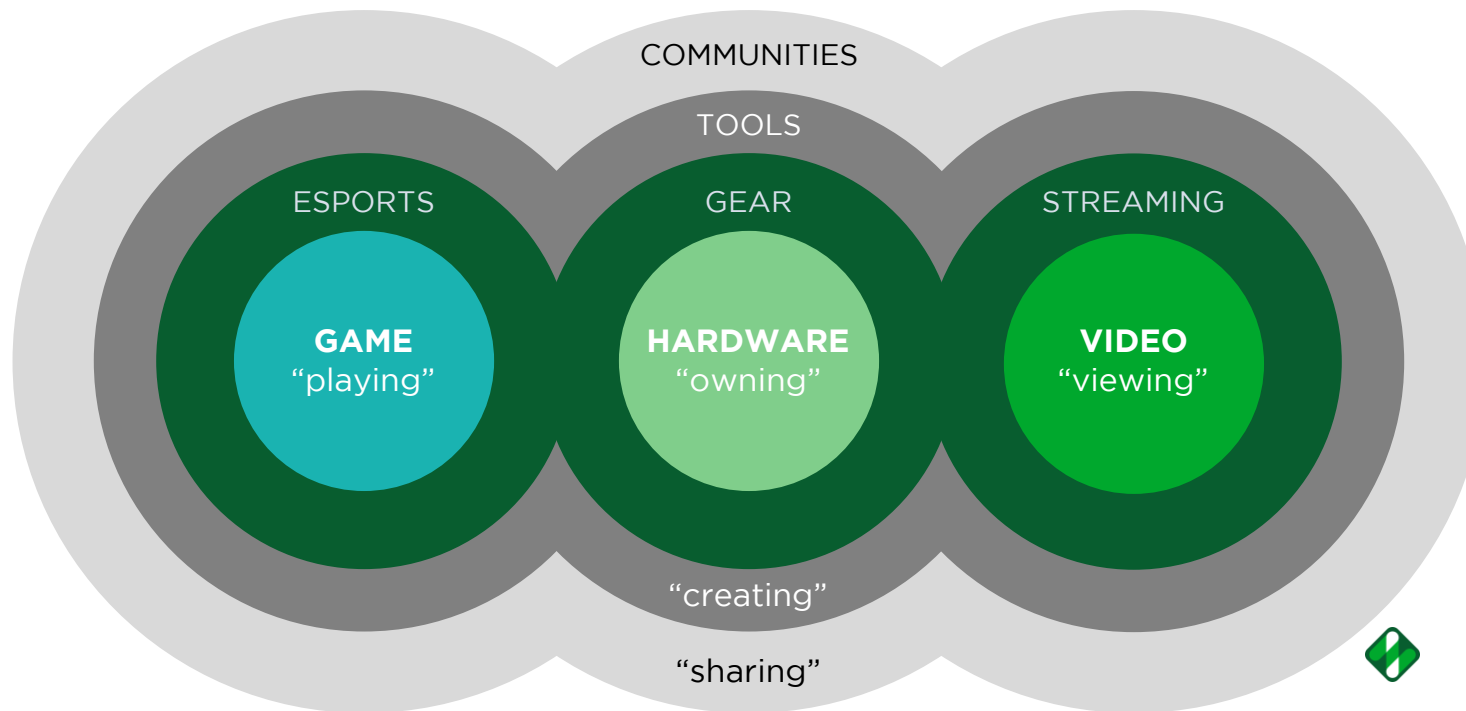 COMMUNITIES
TOOLS
ESPORTS
GEAR
STREAMING
GAME
“playing”
HARDWARE
“owning”
VIDEO
“viewing”
“creating”
“sharing”